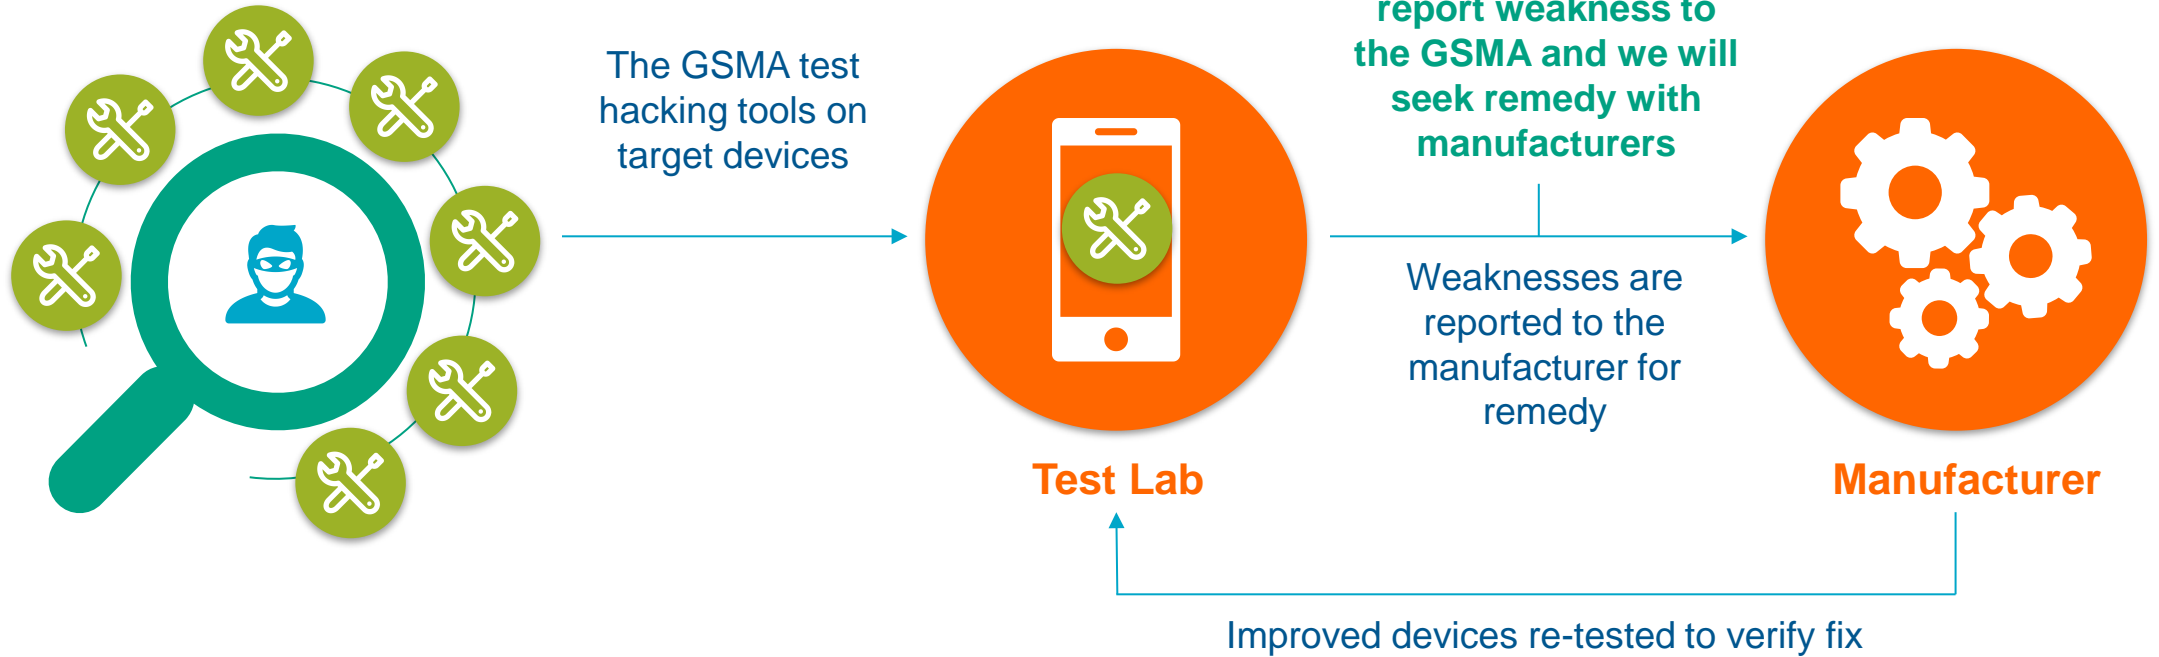 The GSMA test
hacking tools on
target devices
report weakness to
the GSMA and we will
seek remedy with
manufacturers
Weaknesses are
reported to the
manufacturer for
remedy
Test Lab
Manufacturer
Improved devices re-tested to verify fix